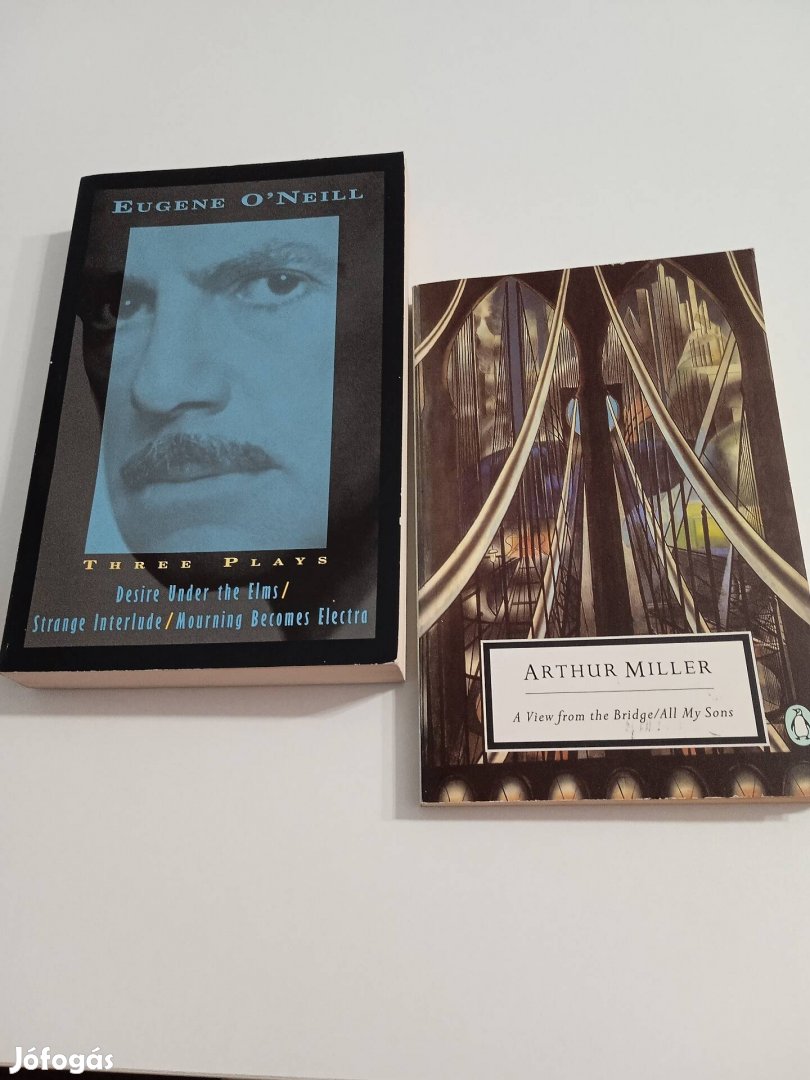 EUGENE O'NEILL
THREE PLAYS
Desire Under the Elms/
Strange Interlude/Mourning Becomes Electra
ARTHUR MILLER
A View from the Bridge/All My Sons
Jófogás